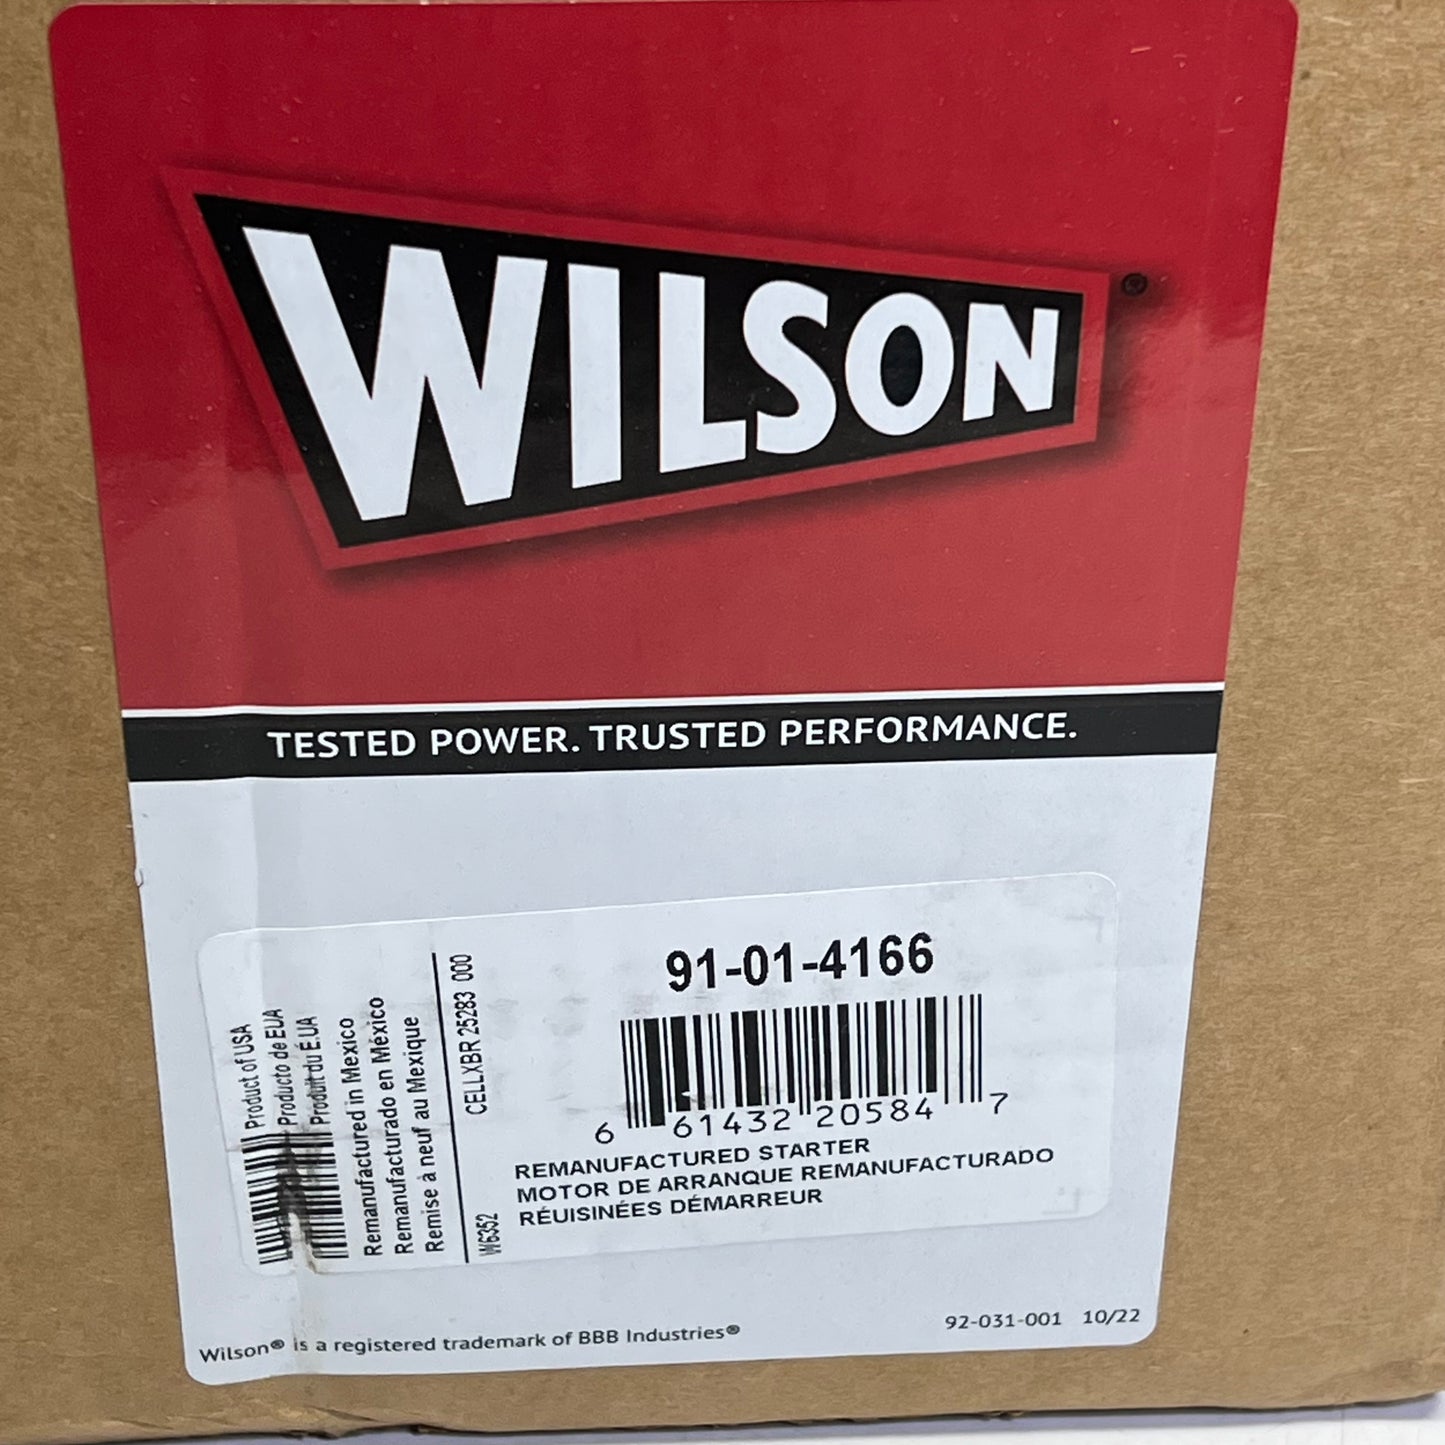 WILSON®
TESTED POWER. TRUSTED PERFORMANCE.
Product of USA
Producto de EUA
Produit du É.UA
Remanufactured in Mexico
Remanufacturado en México
Remise à neuf au Mexique
CELLXBR 25283 000
W6352
91-01-4166
6 61432 20584 7
REMANUFACTURED STARTER
MOTOR DE ARRANQUE REMANUFACTURADO
RÉUISINÉES DÉMARREUR
Wilson® is a registered trademark of BBB Industries®
92-031-001 10/22